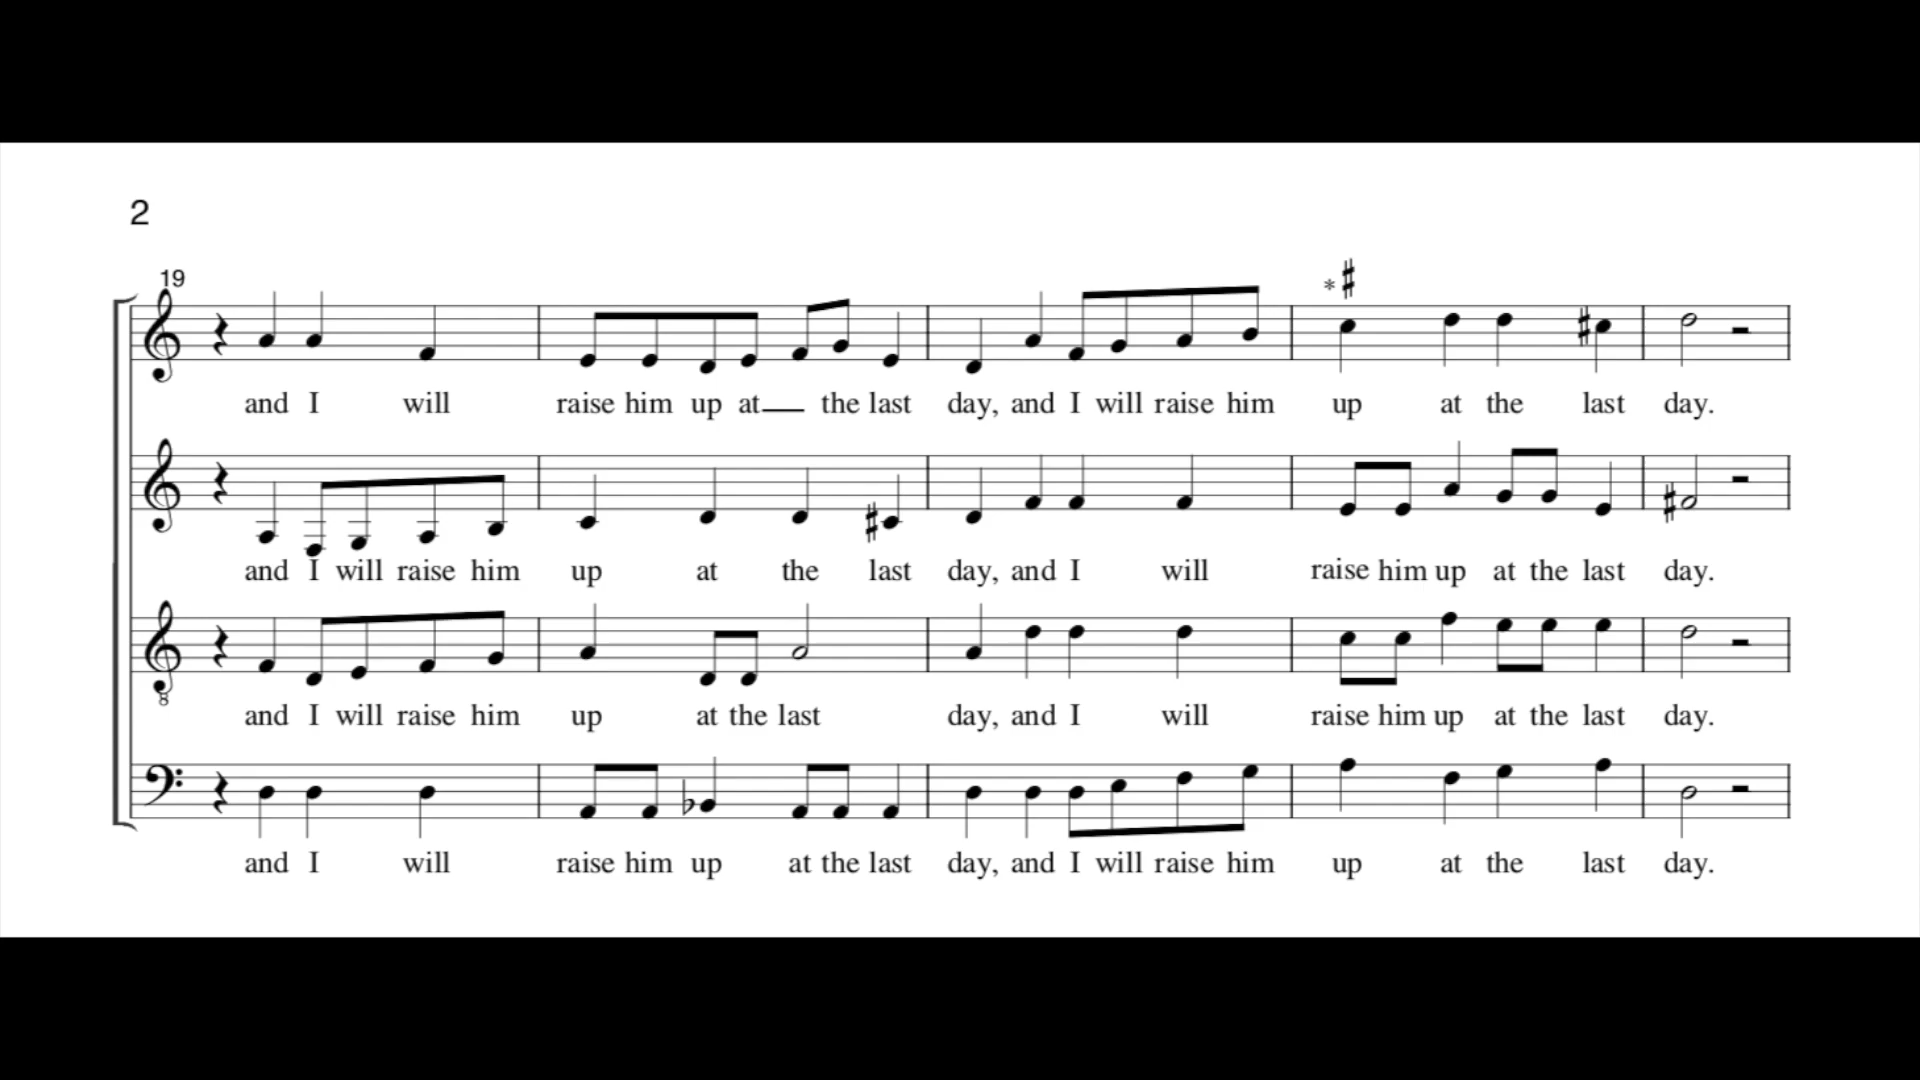 2
19
*
and I will raise him up at the last day, and I will raise him up at the last day.
and I will raise him up at the last day, and I will raise him up at the last day.
and I will raise him up at the last day, and I will raise him up at the last day.
8
and I will raise him up at the last day, and I will raise him up at the last day.